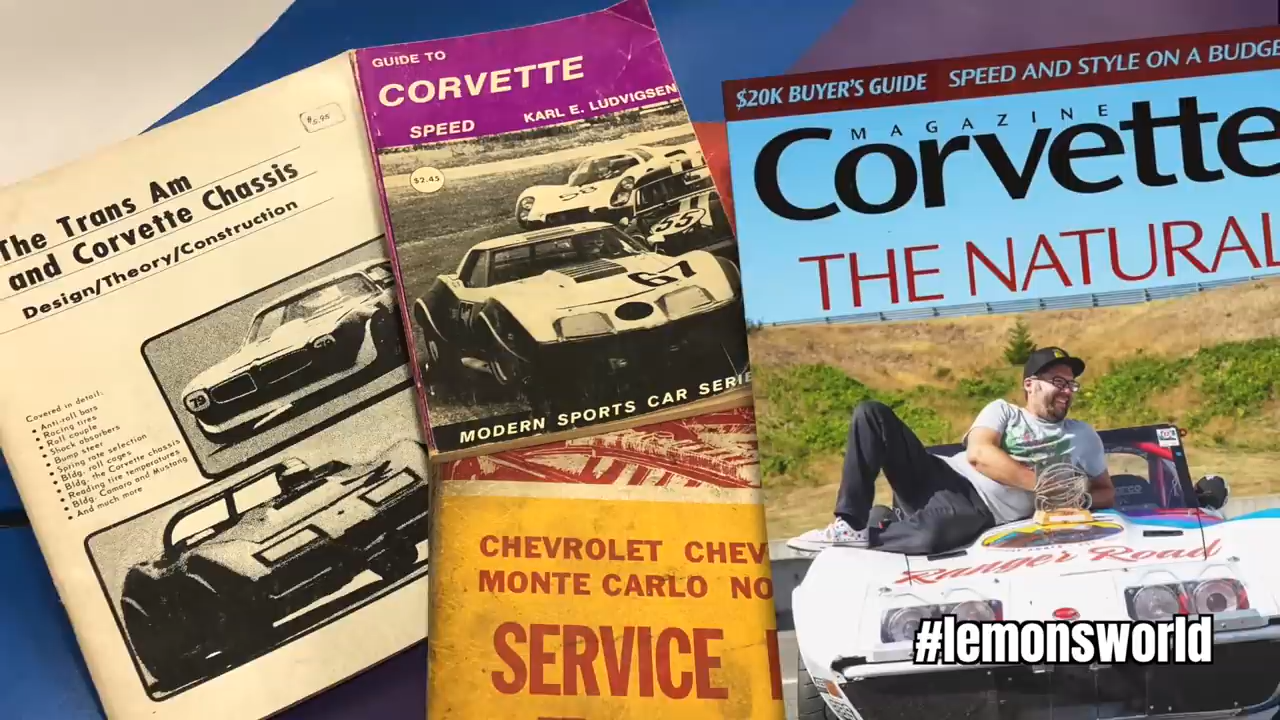 $5.95
The Trans Am
and Corvette Chassis
Design/Theory/Construction
Covered in detail:
• Anti-roll bars
• Racing tires
• Roll couple
• Shock absorbers
• Bump steer
• Spring rate selection
• Bldg. roll cages
• Bldg. the Corvette chassis
• Reading tire temperatures
• Bldg. Camaro and Mustang
• And much more
79
GUIDE TO
CORVETTE
SPEED
KARL E. LUDVIGSEN
$2.45
55
67
MODERN SPORTS CAR SERIE
CHEVROLET CHEV
MONTE CARLO NO
SERVICE
$20K BUYER'S GUIDE SPEED AND STYLE ON A BUDGE
MAGAZINE
Corvette
THE NATURAL
Ranger Road
#lemonsworld